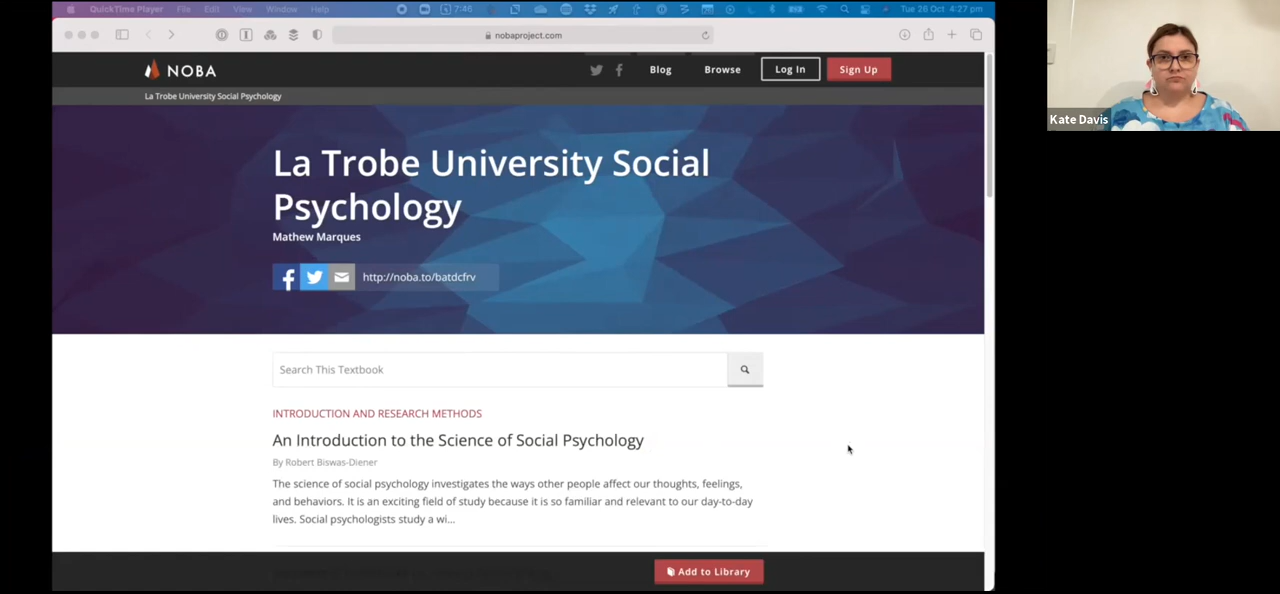 QuickTime Player File Edit View Window Help 7:46 Tue 26 Oct 4:27 pm
nobaproject.com
NOBA Blog Browse Log In Sign Up
La Trobe University Social Psychology
La Trobe University Social
Psychology
Mathew Marques
http://noba.to/batdcfrv
Search This Textbook
INTRODUCTION AND RESEARCH METHODS
An Introduction to the Science of Social Psychology
By Robert Biswas-Diener
The science of social psychology investigates the ways other people affect our thoughts, feelings,
and behaviors. It is an exciting field of study because it is so familiar and relevant to our day-to-day
lives. Social psychologists study a wi...
Add to Library
Kate Davis